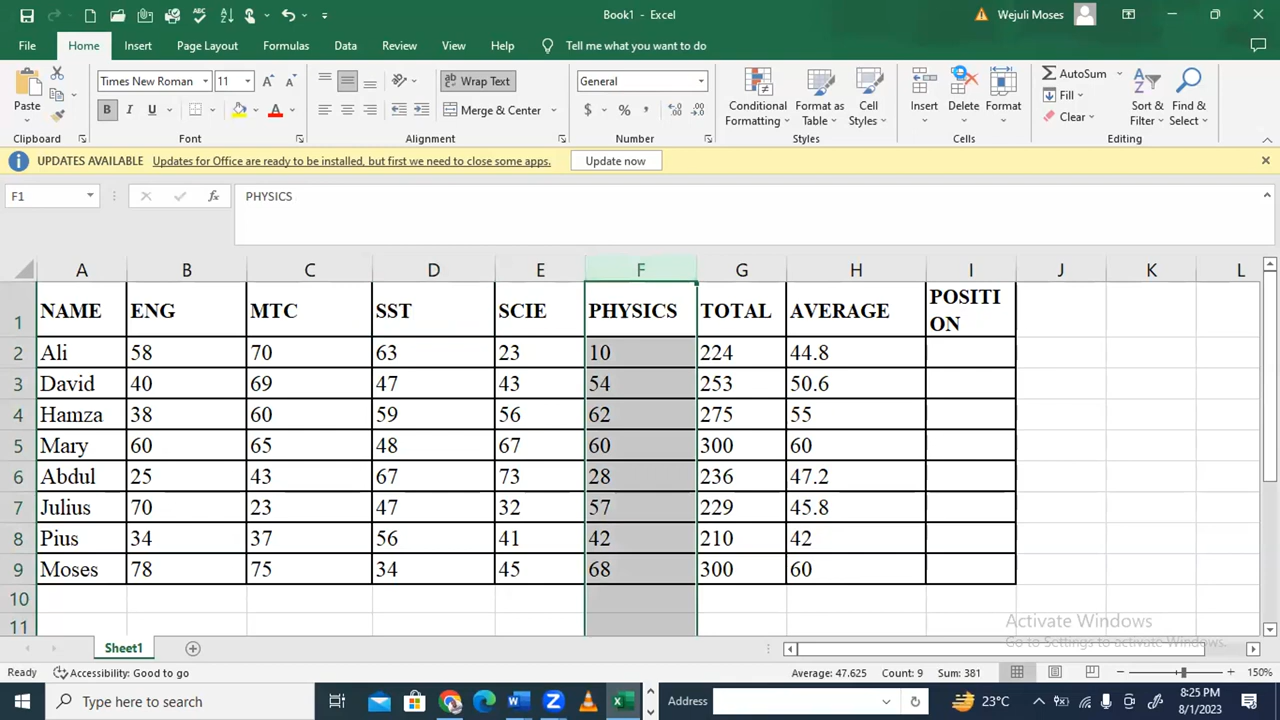 Book1 - Excel
Wejuli Moses
File Home Insert Page Layout Formulas Data Review View Help Tell me what you want to do
Paste
Clipboard
Times New Roman 11
B I U
Font
Wrap Text
Merge & Center
Alignment
General
$ % ,
Number
Conditional Formatting
Format as Table
Cell Styles
Styles
Insert Delete Format
Cells
AutoSum
Fill
Clear
Sort & Filter
Find & Select
Editing
UPDATES AVAILABLE Updates for Office are ready to be installed, but first we need to close some apps. Update now
F1 fx PHYSICS
A B C D E F G H I J K L
1 NAME ENG MTC SST SCIE PHYSICS TOTAL AVERAGE POSITI
ON
2 Ali 58 70 63 23 10 224 44.8
3 David 40 69 47 43 54 253 50.6
4 Hamza 38 60 59 56 62 275 55
5 Mary 60 65 48 67 60 300 60
6 Abdul 25 43 67 73 28 236 47.2
7 Julius 70 23 47 32 57 229 45.8
8 Pius 34 37 56 41 42 210 42
9 Moses 78 75 34 45 68 300 60
10
11
Activate Windows
Go to Settings to activate Windows.
Sheet1
Ready Accessibility: Good to go Average: 47.625 Count: 9 Sum: 381 150%
Type here to search Address 23°C 8:25 PM
8/1/2023